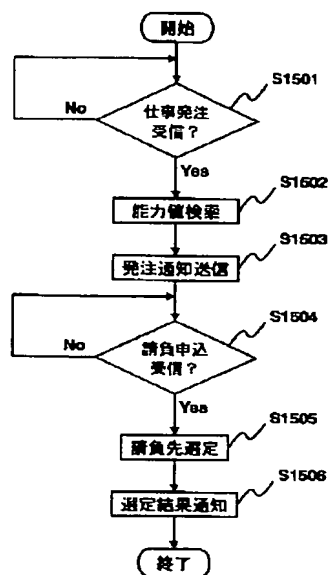 開始
S1501
仕事発注
受信？
No
Yes
S1502
能力値検索
S1503
発注通知送信
S1504
請負申込
受信？
No
Yes
S1505
請負先選定
S1506
選定結果通知
終了